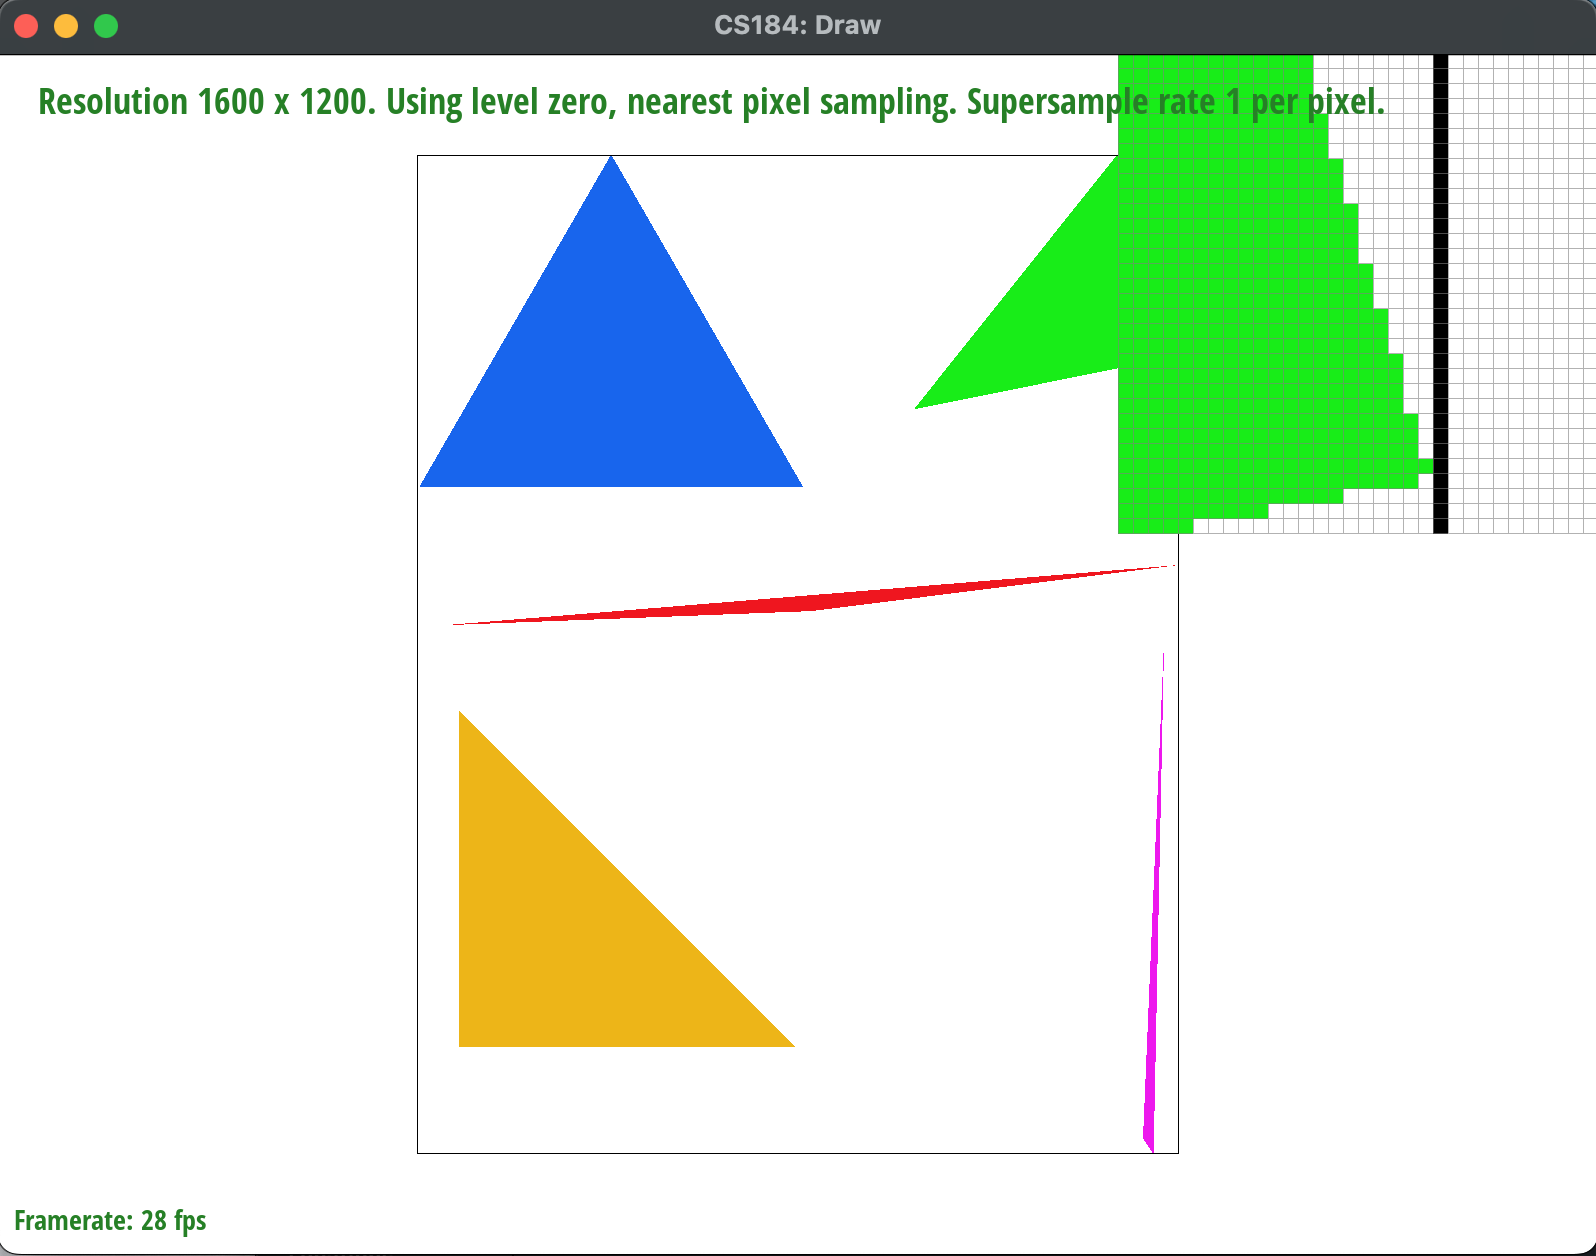 CS184: Draw
Resolution 1600 x 1200. Using level zero, nearest pixel sampling. Supersample rate 1 per pixel.
Framerate: 28 fps